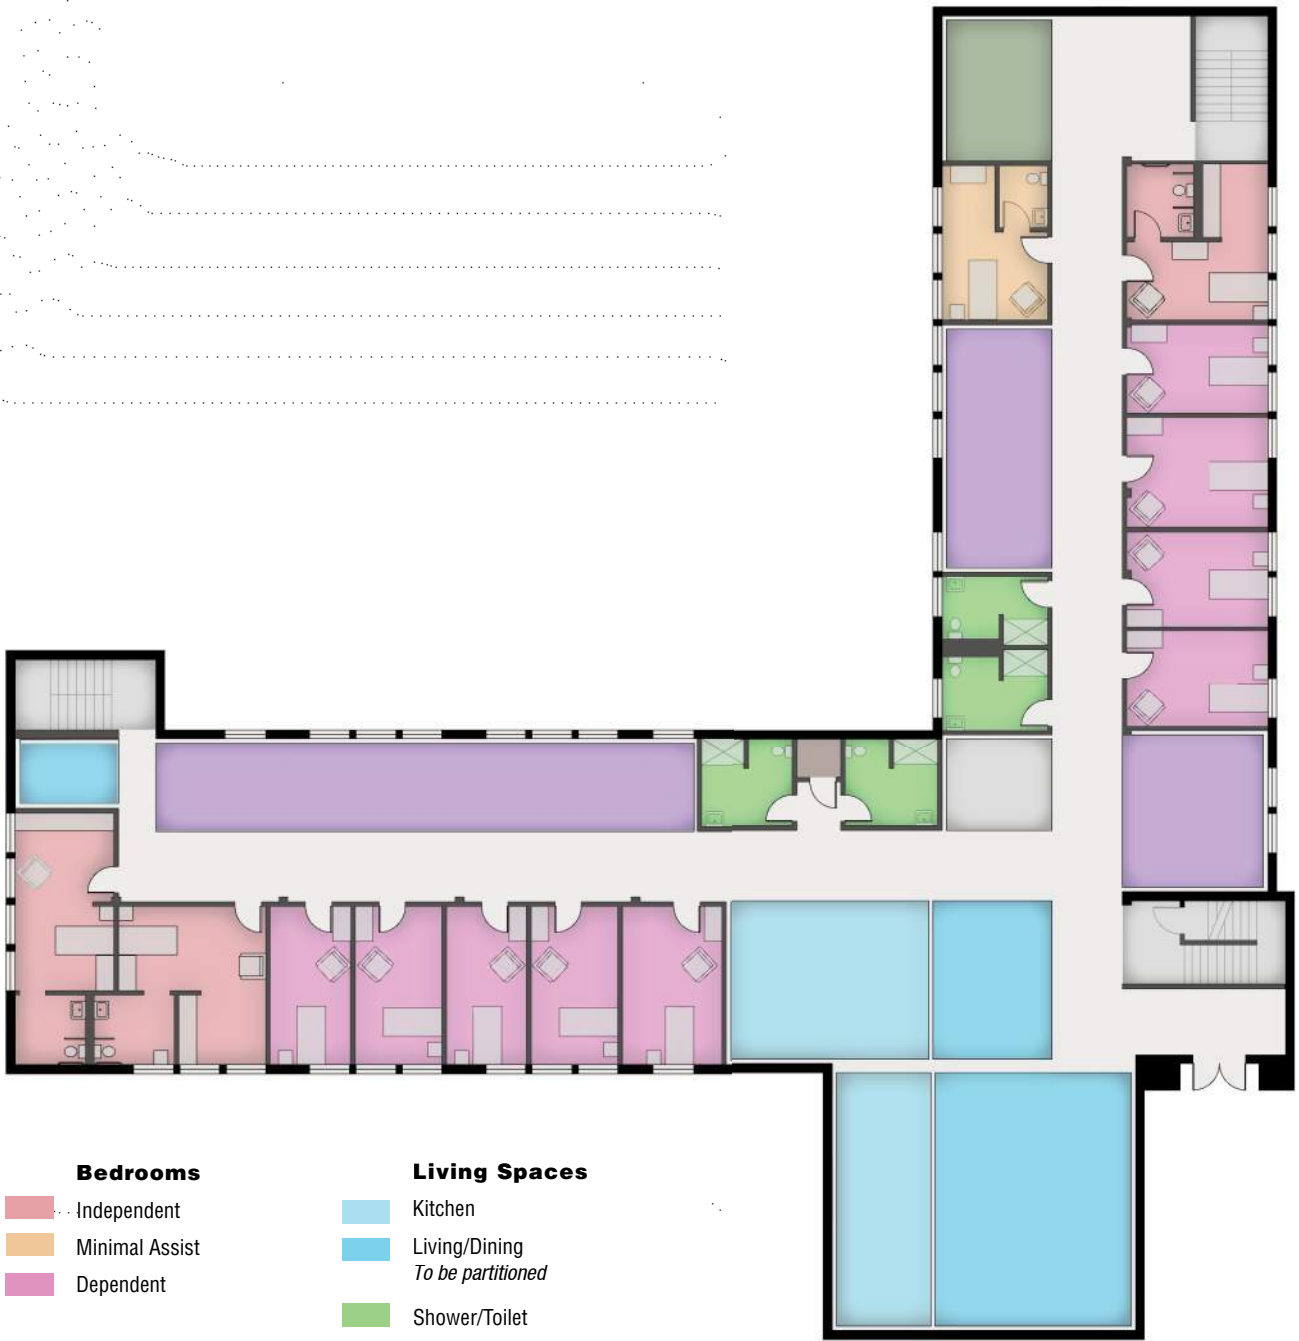 Bedrooms
Independent
Minimal Assist
Dependent
Living Spaces
Kitchen
Living/Dining
To be partitioned
Shower/Toilet